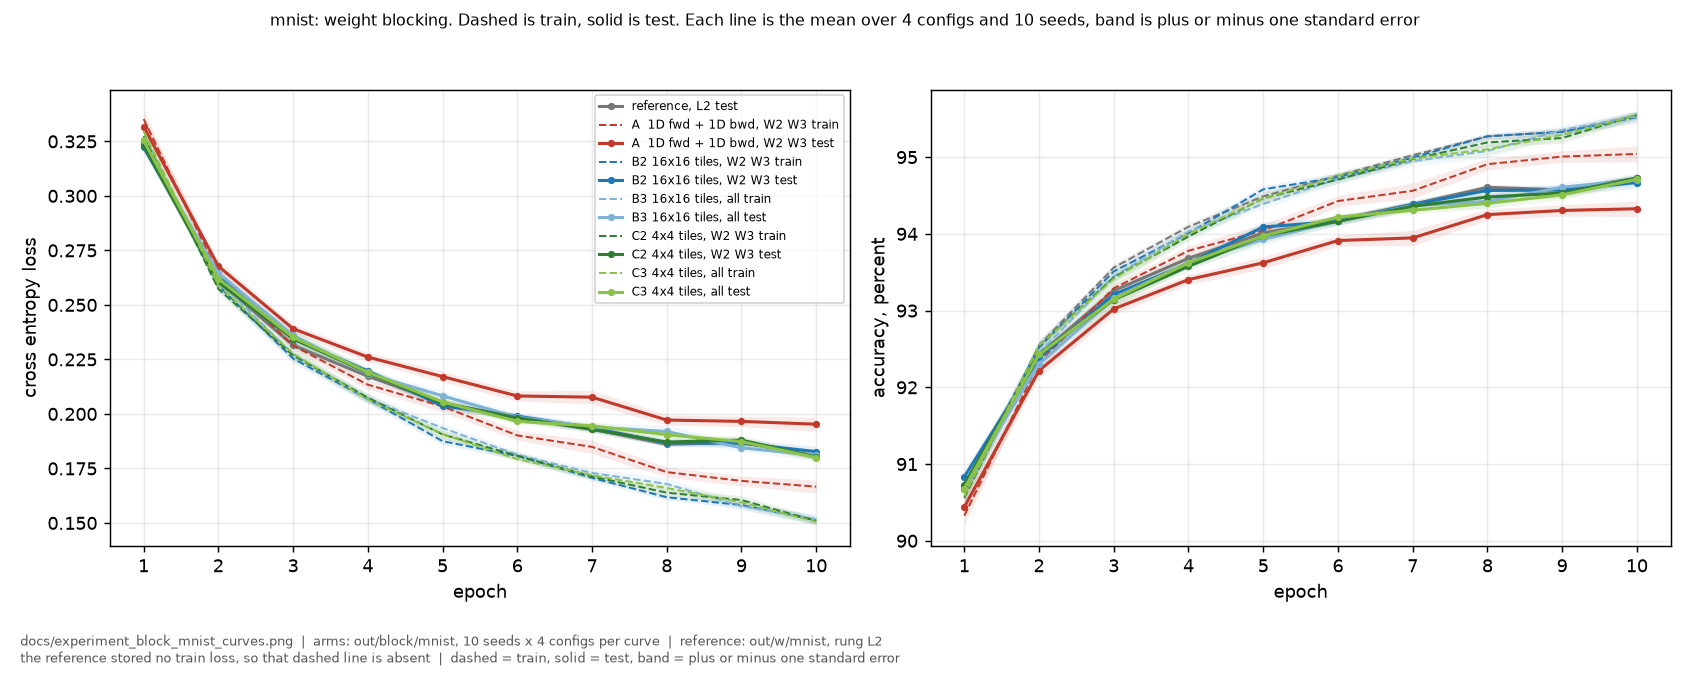 mnist: weight blocking. Dashed is train, solid is test. Each line is the mean over 4 configs and 10 seeds, band is plus or minus one standard error
cross entropy loss
0.325
0.300
0.275
0.250
0.225
0.200
0.175
0.150
reference, L2 test
A 1D fwd + 1D bwd, W2 W3 train
A 1D fwd + 1D bwd, W2 W3 test
B2 16x16 tiles, W2 W3 train
B2 16x16 tiles, W2 W3 test
B3 16x16 tiles, all train
B3 16x16 tiles, all test
C2 4x4 tiles, W2 W3 train
C2 4x4 tiles, W2 W3 test
C3 4x4 tiles, all train
C3 4x4 tiles, all test
1 2 3 4 5 6 7 8 9 10
epoch
accuracy, percent
95
94
93
92
91
90
1 2 3 4 5 6 7 8 9 10
epoch
docs/experiment_block_mnist_curves.png | arms: out/block/mnist, 10 seeds x 4 configs per curve | reference: out/w/mnist, rung L2
the reference stored no train loss, so that dashed line is absent | dashed = train, solid = test, band = plus or minus one standard error